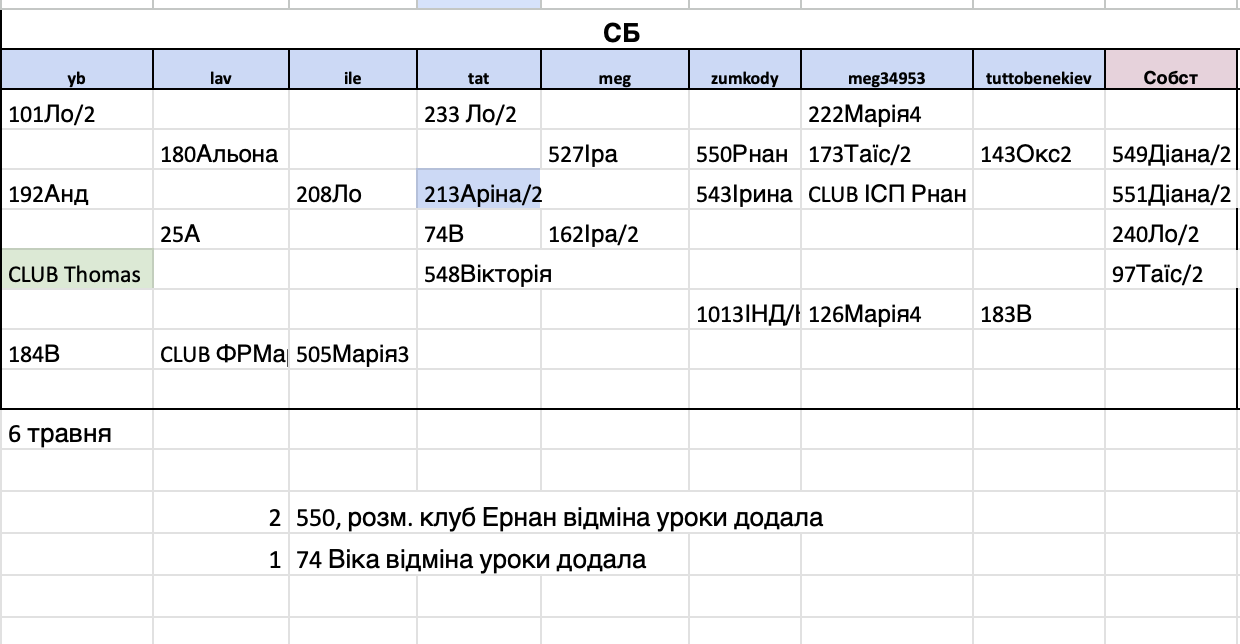 СБ
yb lav ile tat meg zumkody meg34953 tuttobenekiev Собст
101Ло/2 233 Ло/2 222Марія4
180Альона 527Іра 550Рнан 173Таїс/2 143Окс2 549Діана/2
192Анд 208Ло 213Аріна/2 543Ірина CLUB ІСП Рнан 551Діана/2
25А 74В 162Іра/2 240Ло/2
CLUB Thomas 548Вікторія 97Таїс/2
1013ІНД/ 126Марія4 183В
184В CLUB ФРМа 505Марія3
6 травня
2 550, розм. клуб Ернан відміна уроки додала
1 74 Віка відміна уроки додала